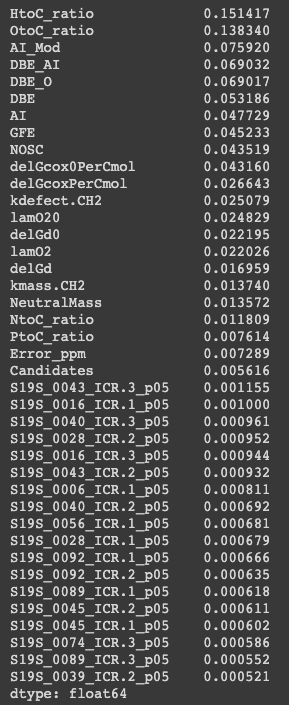 HtoC_ratio 0.151417
OtoC_ratio 0.138340
AI_Mod 0.075920
DBE_AI 0.069032
DBE_O 0.069017
DBE 0.053186
AI 0.047729
GFE 0.045233
NOSC 0.043519
delGcox0PerCmol 0.043160
delGcoxPerCmol 0.026643
kdefect.CH2 0.025079
lamO20 0.024829
delGd0 0.022195
lamO2 0.022026
delGd 0.016959
kmass.CH2 0.013740
NeutralMass 0.013572
NtoC_ratio 0.011809
PtoC_ratio 0.007614
Error_ppm 0.007289
Candidates 0.005616
S19S_0043_ICR.3_p05 0.001155
S19S_0016_ICR.1_p05 0.001000
S19S_0040_ICR.3_p05 0.000961
S19S_0028_ICR.2_p05 0.000952
S19S_0016_ICR.3_p05 0.000944
S19S_0043_ICR.2_p05 0.000932
S19S_0006_ICR.1_p05 0.000811
S19S_0040_ICR.2_p05 0.000692
S19S_0056_ICR.1_p05 0.000681
S19S_0028_ICR.1_p05 0.000679
S19S_0092_ICR.1_p05 0.000666
S19S_0092_ICR.2_p05 0.000635
S19S_0089_ICR.1_p05 0.000618
S19S_0045_ICR.2_p05 0.000611
S19S_0045_ICR.1_p05 0.000602
S19S_0074_ICR.3_p05 0.000586
S19S_0089_ICR.3_p05 0.000552
S19S_0039_ICR.2_p05 0.000521
dtype: float64